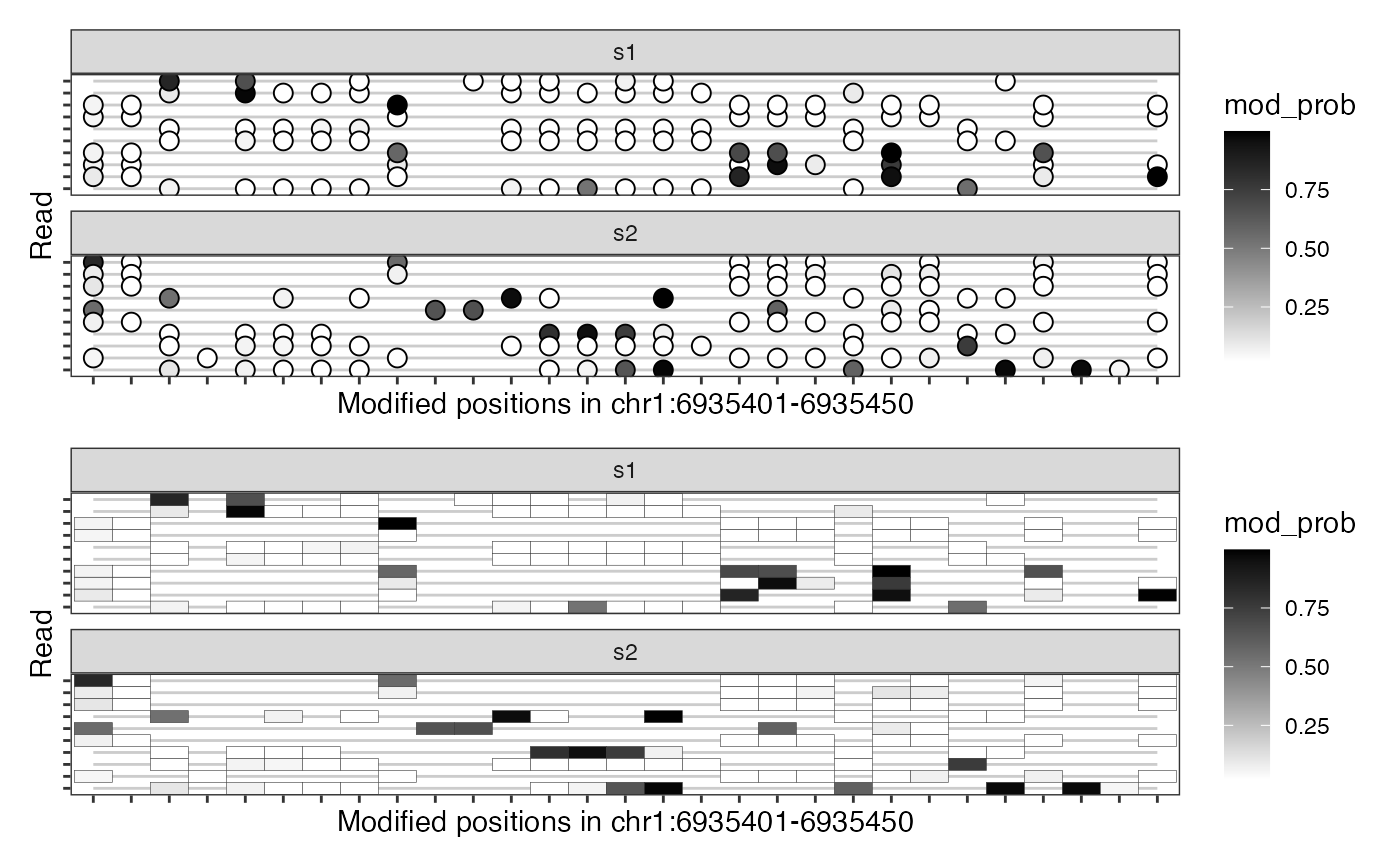 s1
Read
s2
Modified positions in chr1:6935401-6935450
mod_prob
0.75
0.50
0.25
s1
Read
s2
Modified positions in chr1:6935401-6935450
mod_prob
0.75
0.50
0.25